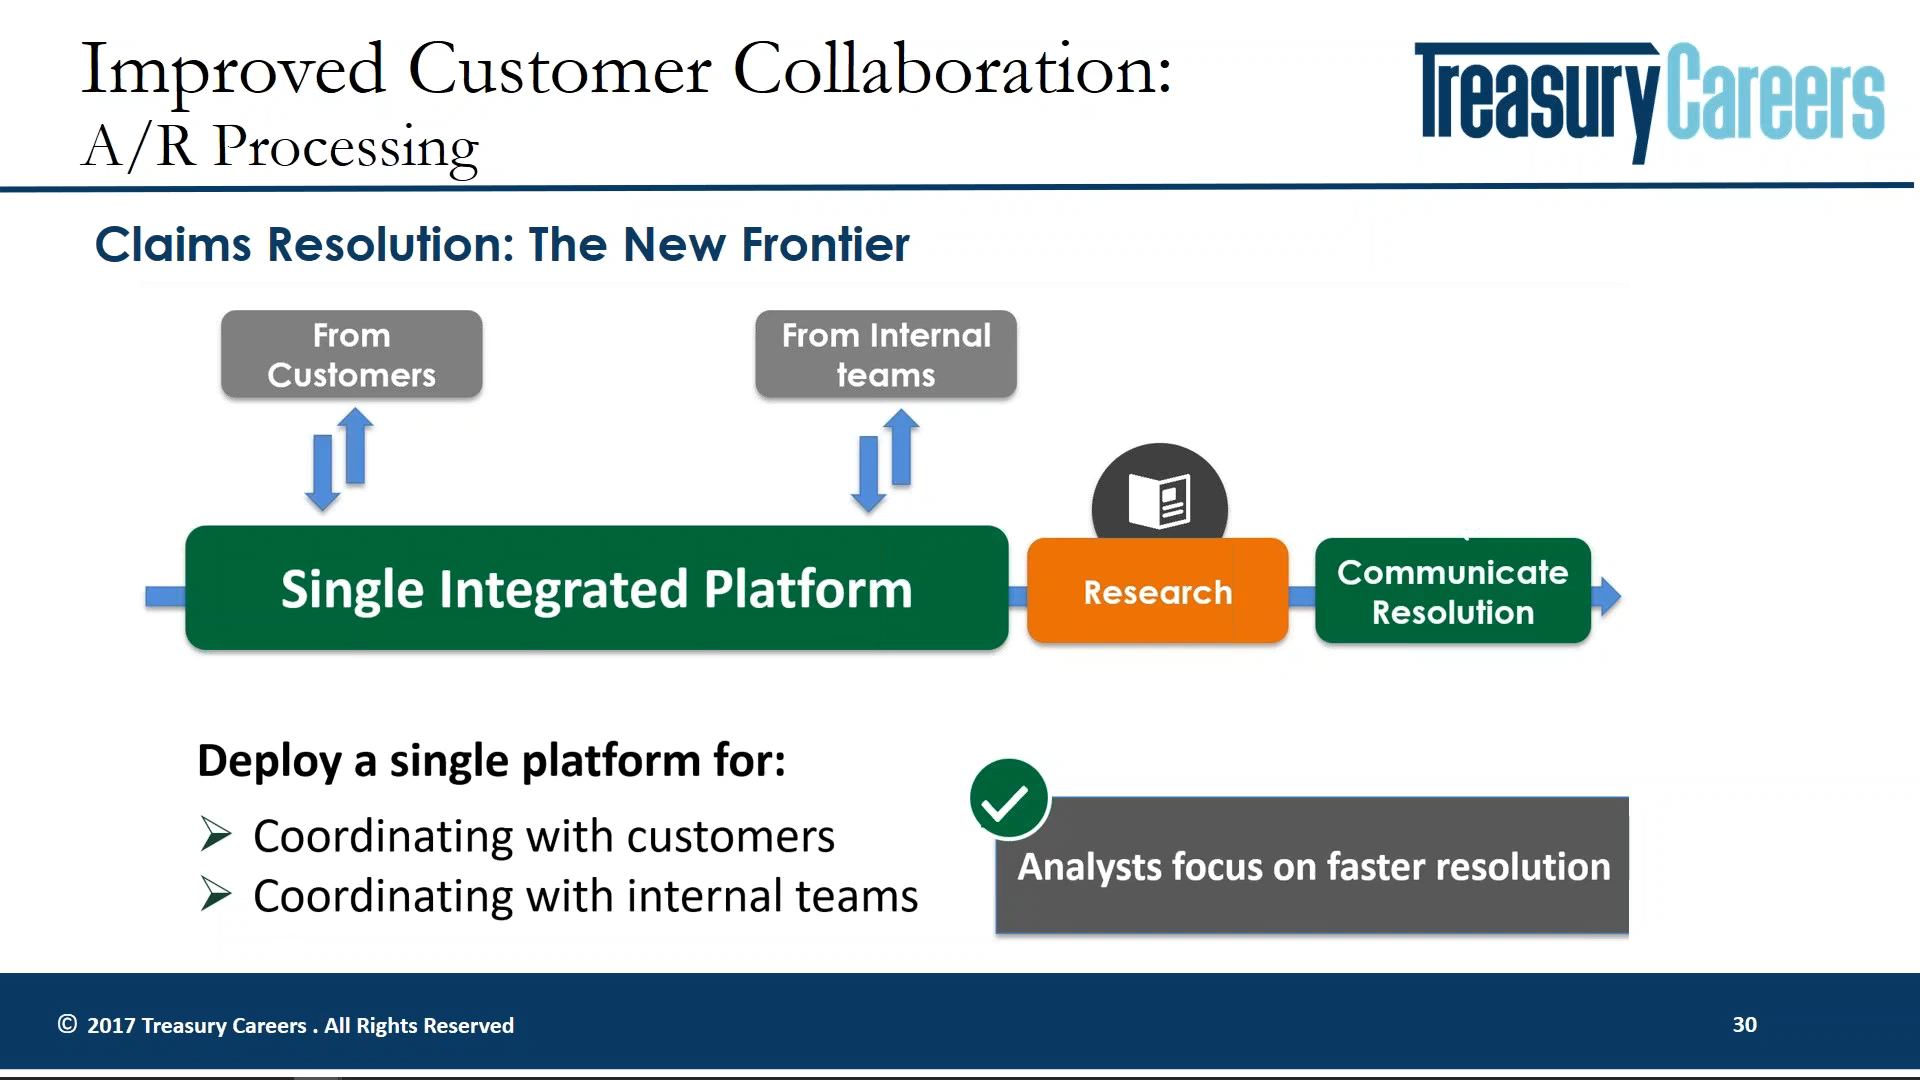 Improved Customer Collaboration:
A/R Processing
TreasuryCareers
Claims Resolution: The New Frontier
From
Customers
From Internal
teams
Single Integrated Platform
Research
Communicate
Resolution
Deploy a single platform for:
Coordinating with customers
Coordinating with internal teams
Analysts focus on faster resolution
© 2017 Treasury Careers . All Rights Reserved
30